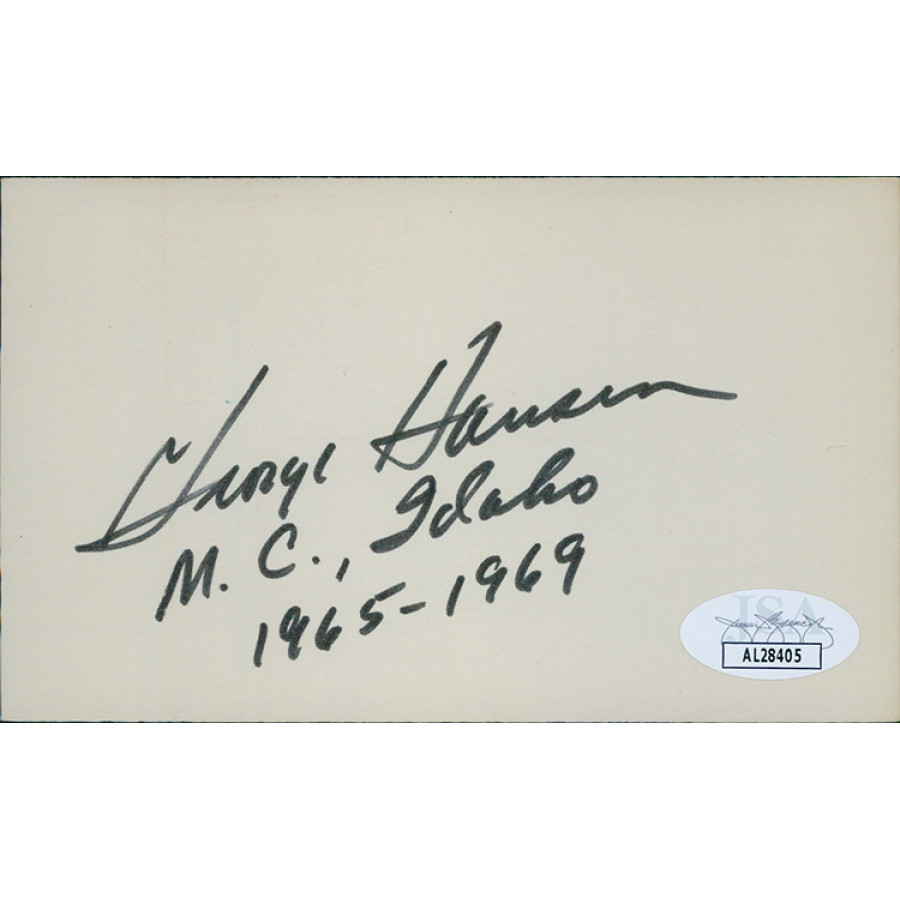 George Hansen
M. C., Idaho
1965-1969
JSA
AL28405